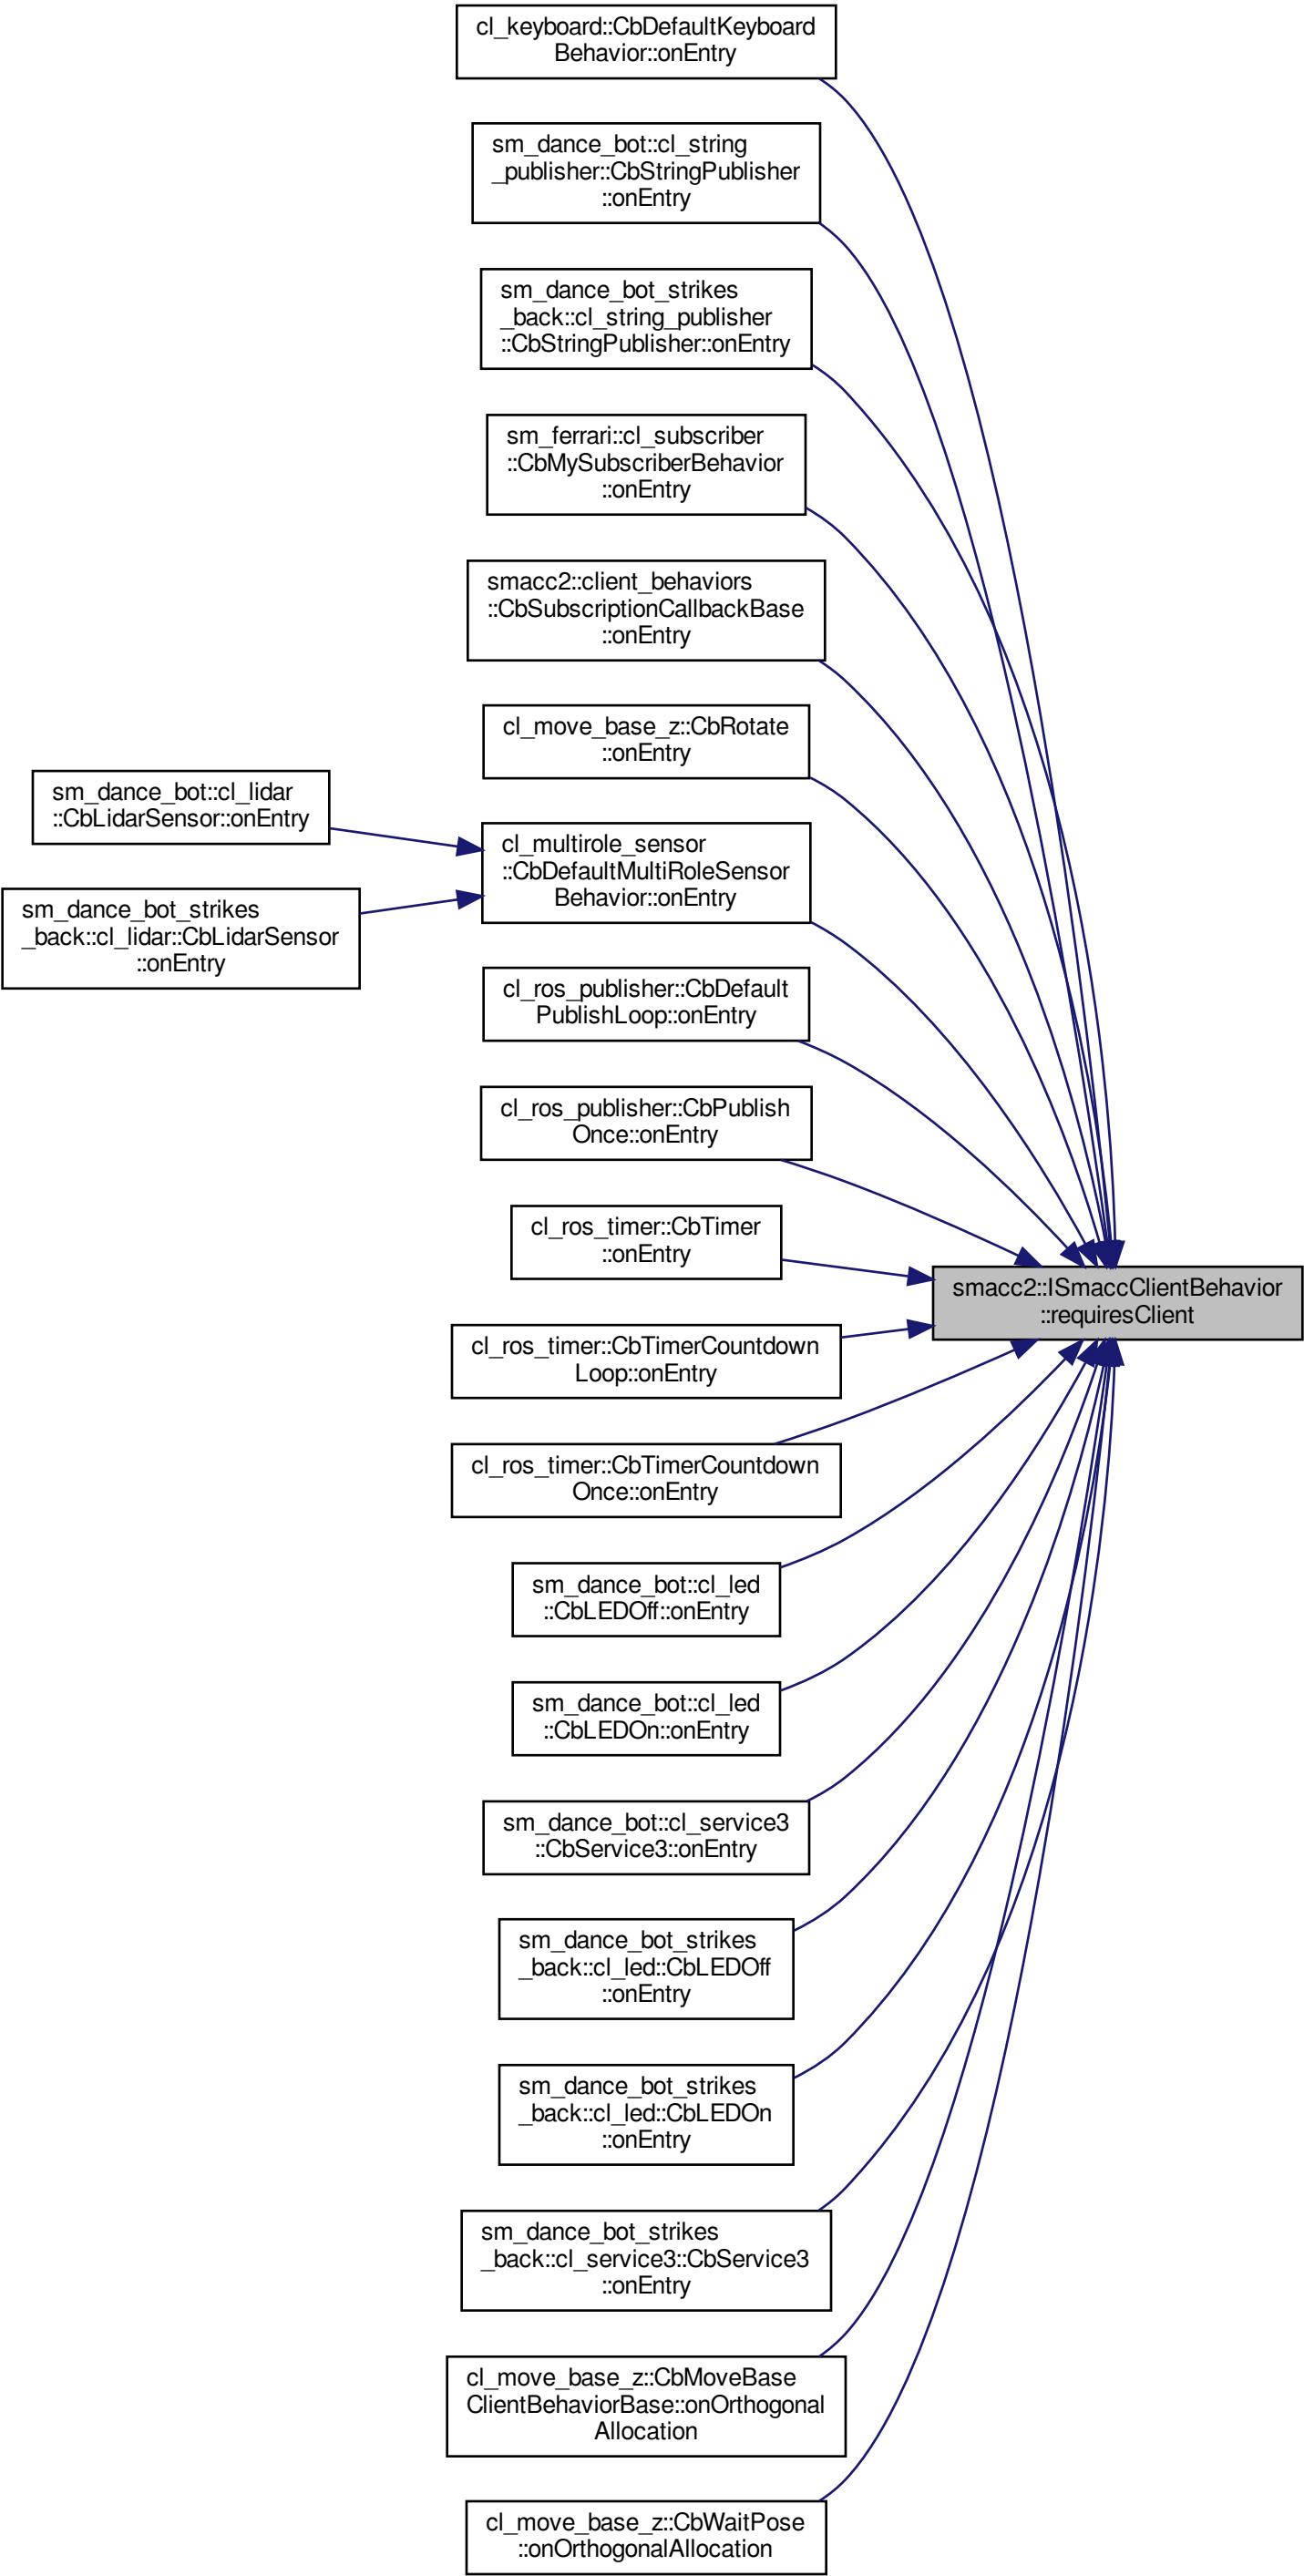 cl_keyboard::CbDefaultKeyboard
Behavior::onEntry
sm_dance_bot::cl_string
_publisher::CbStringPublisher
::onEntry
sm_dance_bot_strikes
_back::cl_string_publisher
::CbStringPublisher::onEntry
sm_ferrari::cl_subscriber
::CbMySubscriberBehavior
::onEntry
smacc2::client_behaviors
::CbSubscriptionCallbackBase
::onEntry
cl_move_base_z::CbRotate
::onEntry
sm_dance_bot::cl_lidar
::CbLidarSensor::onEntry
cl_multirole_sensor
::CbDefaultMultiRoleSensor
Behavior::onEntry
sm_dance_bot_strikes
_back::cl_lidar::CbLidarSensor
::onEntry
cl_ros_publisher::CbDefault
PublishLoop::onEntry
cl_ros_publisher::CbPublish
Once::onEntry
cl_ros_timer::CbTimer
::onEntry
smacc2::ISmaccClientBehavior
::requiresClient
cl_ros_timer::CbTimerCountdown
Loop::onEntry
cl_ros_timer::CbTimerCountdown
Once::onEntry
sm_dance_bot::cl_led
::CbLEDOff::onEntry
sm_dance_bot::cl_led
::CbLEDOn::onEntry
sm_dance_bot::cl_service3
::CbService3::onEntry
sm_dance_bot_strikes
_back::cl_led::CbLEDOff
::onEntry
sm_dance_bot_strikes
_back::cl_led::CbLEDOn
::onEntry
sm_dance_bot_strikes
_back::cl_service3::CbService3
::onEntry
cl_move_base_z::CbMoveBase
ClientBehaviorBase::onOrthogonal
Allocation
cl_move_base_z::CbWaitPose
::onOrthogonalAllocation